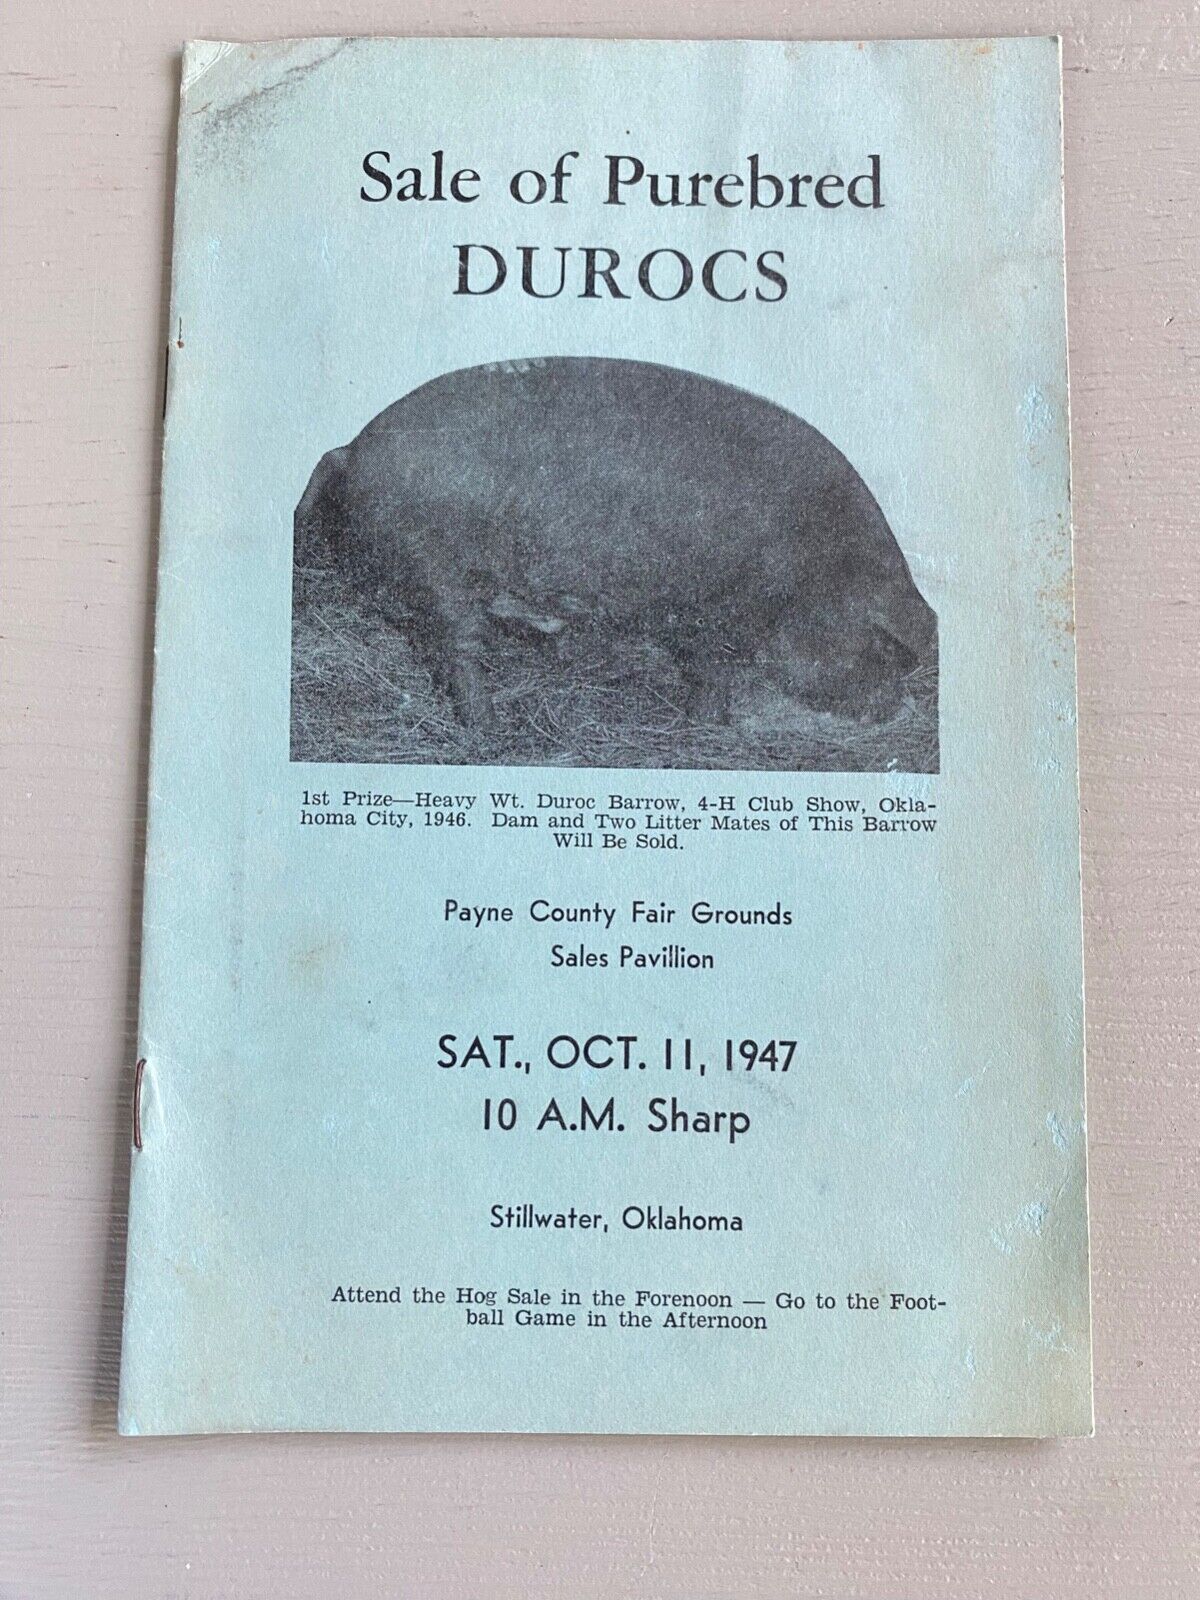 Sale of Purebred
DUROCS
1st Prize—Heavy Wt. Duroc Barrow, 4-H Club Show, Okla-
homa City, 1946. Dam and Two Litter Mates of This Barrow
Will Be Sold.
Payne County Fair Grounds
Sales Pavillion
SAT., OCT. 11, 1947
10 A.M. Sharp
Stillwater, Oklahoma
Attend the Hog Sale in the Forenoon — Go to the Foot-
ball Game in the Afternoon